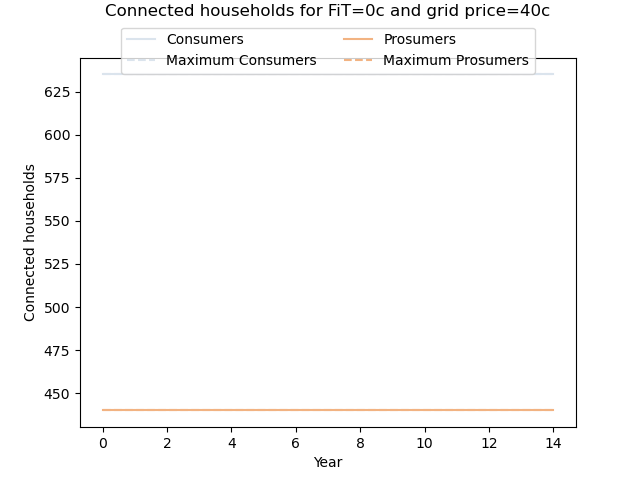 Connected households for FiT=0c and grid price=40c
Consumers
Prosumers
Maximum Consumers
Maximum Prosumers
625
600
575
550
525
500
475
450
Connected households
0 2 4 6 8 10 12 14
Year